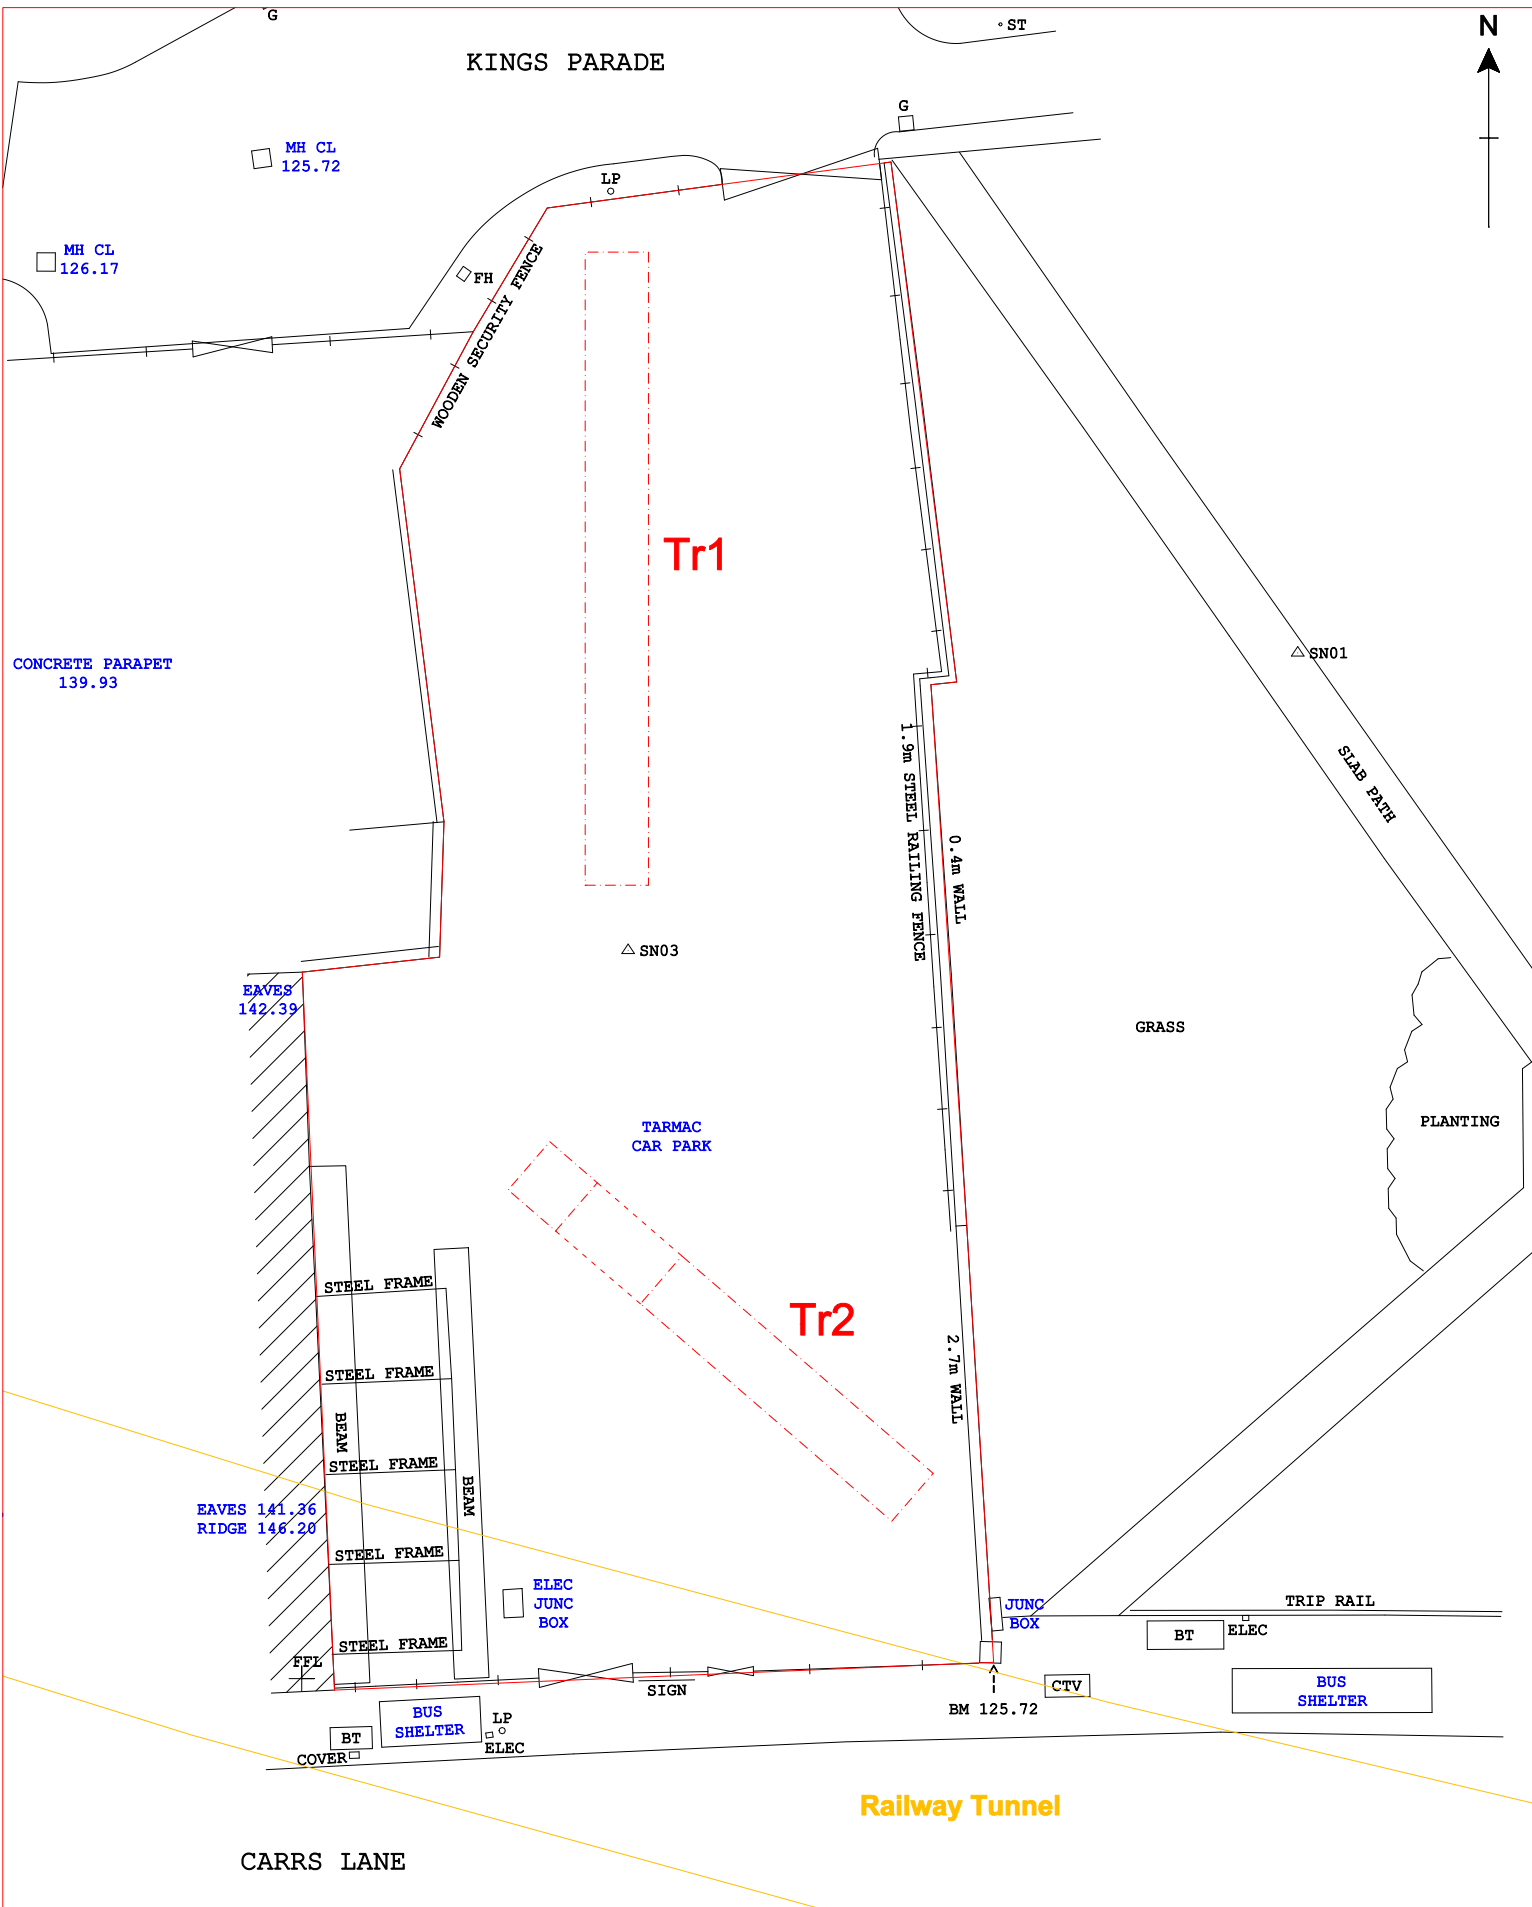 G
ST
N
KINGS PARADE
G
MH CL
125.72
LP
MH CL
126.17
FH
WOODEN SECURITY FENCE
Tr1
CONCRETE PARAPET
139.93
SN01
1.9m STEEL RAILING FENCE
SLAB PATH
0.4m WALL
SN03
EAVES
142.39
GRASS
TARMAC
CAR PARK
PLANTING
STEEL FRAME
Tr2
STEEL FRAME
2.7m WALL
BEAM
STEEL FRAME
BEAM
EAVES 141.36
RIDGE 146.20
STEEL FRAME
ELEC
JUNC
BOX
JUNC
BOX
TRIP RAIL
BT
ELEC
STEEL FRAME
FFL
SIGN
CTV
BUS
SHELTER
BM 125.72
BUS
SHELTER
LP
BT
ELEC
COVER
Railway Tunnel
CARRS LANE